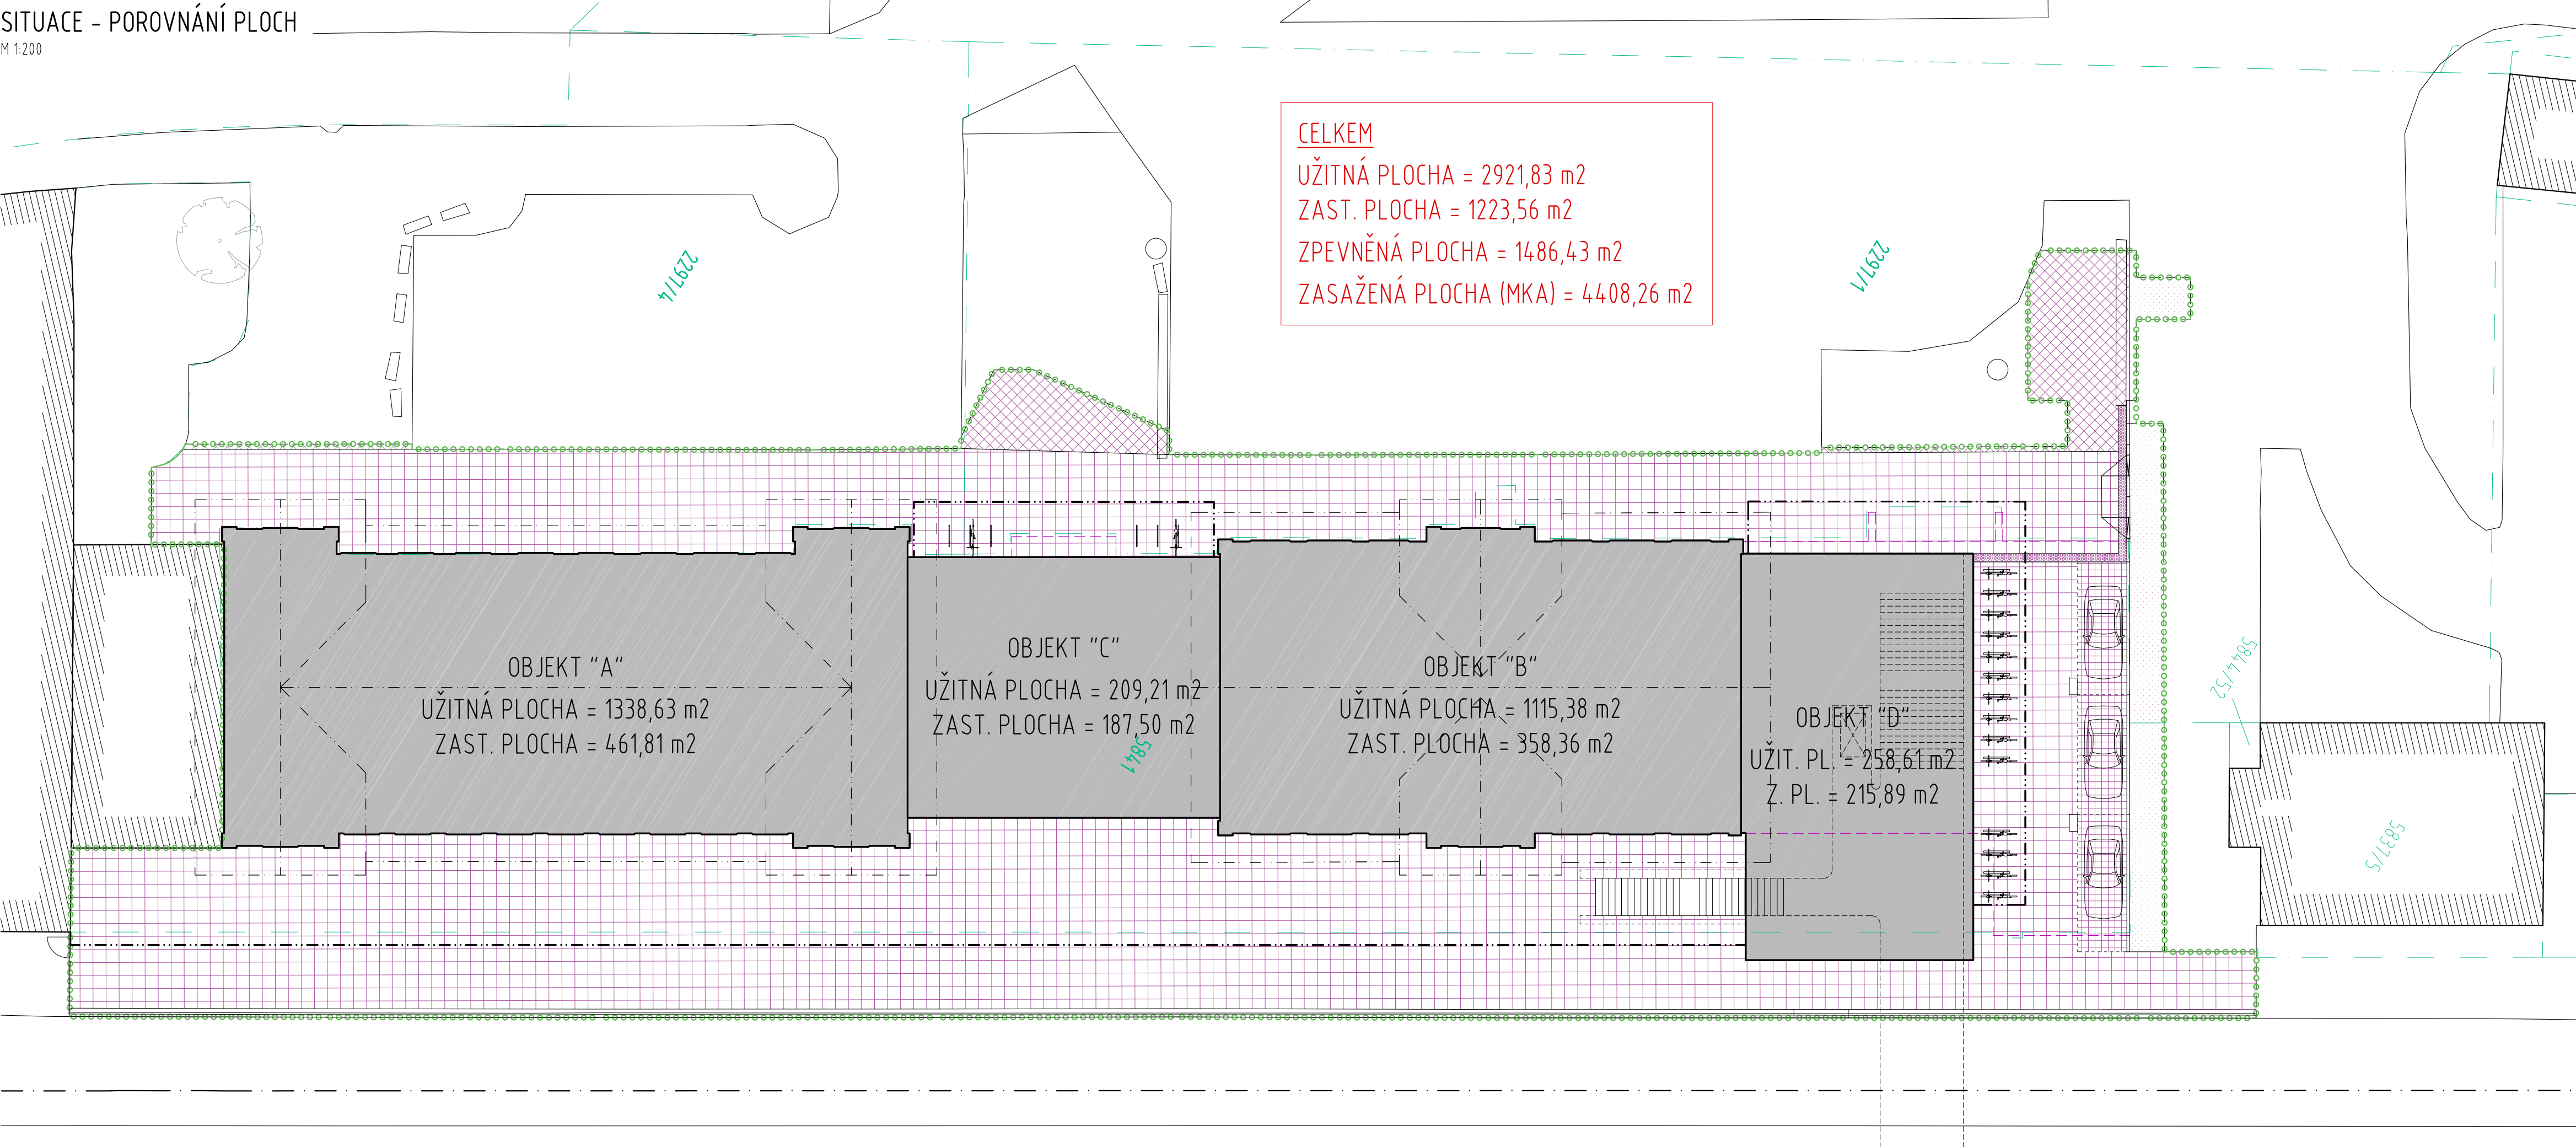 SITUACE - POROVNÁNÍ PLOCH
M 1:200
CELKEM
UŽITNÁ PLOCHA = 2921,83 m2
ZAST. PLOCHA = 1223,56 m2
ZPEVNĚNÁ PLOCHA = 1486,43 m2
ZASAŽENÁ PLOCHA (MKA) = 4408,26 m2
2297/4
2297/1
OBJEKT "A"
UŽITNÁ PLOCHA = 1338,63 m2
ZAST. PLOCHA = 461,81 m2
OBJEKT "C"
UŽITNÁ PLOCHA = 209,21 m2
ZAST. PLOCHA = 187,50 m2
5841
OBJEKT "B"
UŽITNÁ PLOCHA = 1115,38 m2
ZAST. PLOCHA = 358,36 m2
OBJEKT "D"
UŽIT. PL. = 258,61 m2
Z. PL. = 215,89 m2
5844/52
5837/5